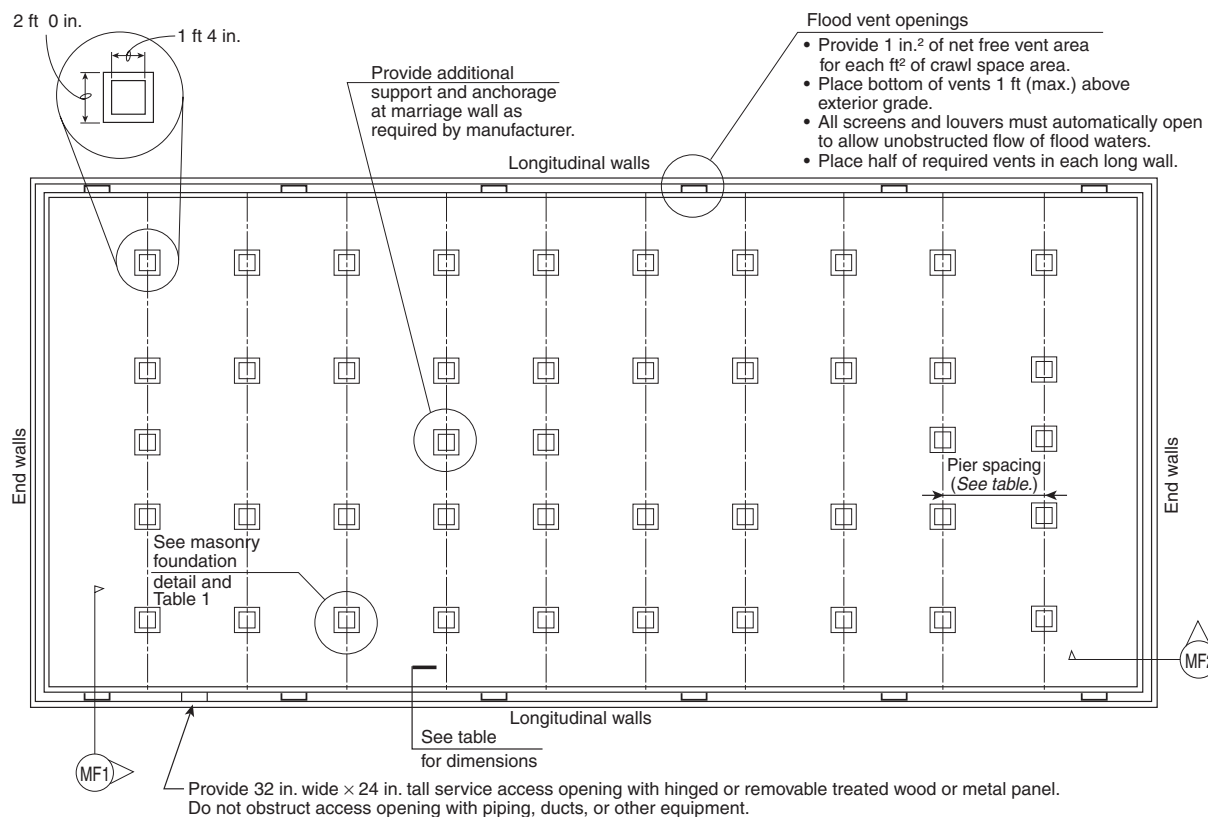 2 ft 0 in.
1 ft 4 in.
Provide additional
support and anchorage
at marriage wall as
required by manufacturer.
Flood vent openings
• Provide 1 in.² of net free vent area
for each ft² of crawl space area.
• Place bottom of vents 1 ft (max.) above
exterior grade.
• All screens and louvers must automatically open
to allow unobstructed flow of flood waters.
• Place half of required vents in each long wall.
Longitudinal walls
End walls
End walls
Pier spacing
(See table.)
See masonry
foundation
detail and
Table 1
MF2
Longitudinal walls
See table
for dimensions
MF1
Provide 32 in. wide × 24 in. tall service access opening with hinged or removable treated wood or metal panel.
Do not obstruct access opening with piping, ducts, or other equipment.